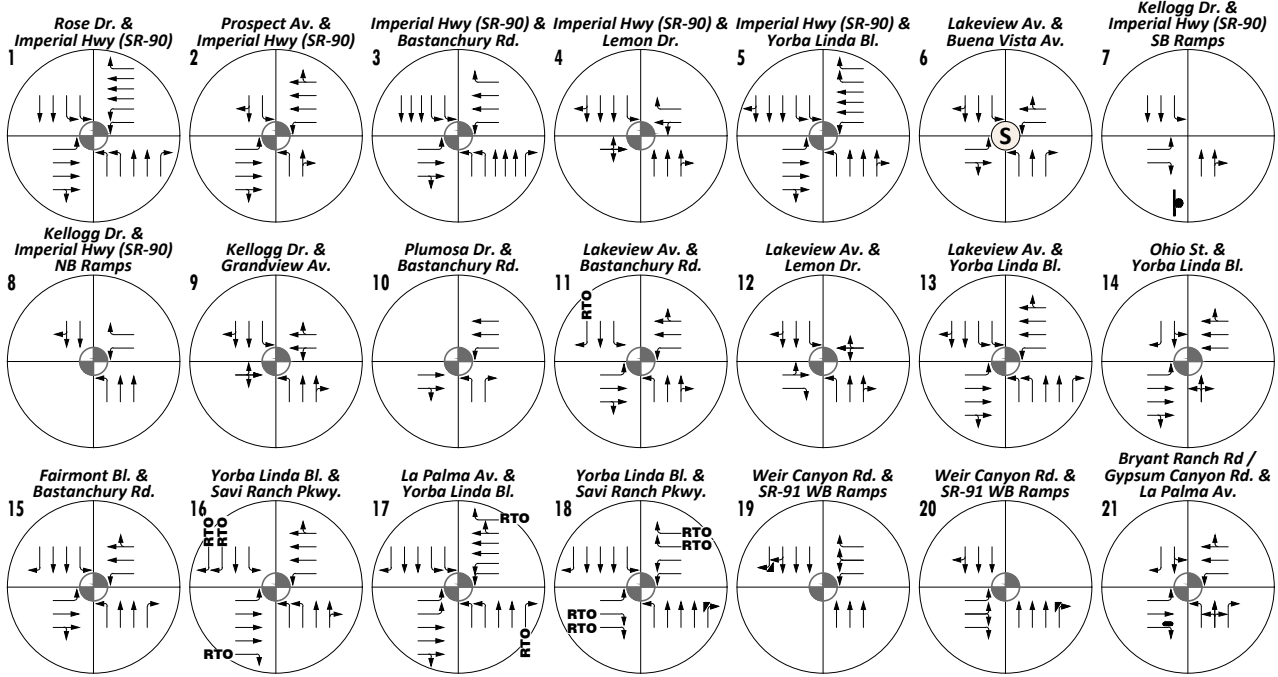 1
Rose Dr. &
Imperial Hwy (SR-90)
2
Prospect Av. &
Imperial Hwy (SR-90)
3
Imperial Hwy (SR-90) &
Bastanchury Rd.
4
Imperial Hwy (SR-90) &
Lemon Dr.
5
Imperial Hwy (SR-90) &
Yorba Linda Bl.
6
Lakeview Av. &
Buena Vista Av.
S
7
Kellogg Dr. &
Imperial Hwy (SR-90)
SB Ramps
8
Kellogg Dr. &
Imperial Hwy (SR-90)
NB Ramps
9
Kellogg Dr. &
Grandview Av.
10
Plumosa Dr. &
Bastanchury Rd.
11
Lakeview Av. &
Bastanchury Rd.
RTO
12
Lakeview Av. &
Lemon Dr.
13
Lakeview Av. &
Yorba Linda Bl.
14
Ohio St. &
Yorba Linda Bl.
15
Fairmont Bl. &
Bastanchury Rd.
16
Yorba Linda Bl. &
Savi Ranch Pkwy.
RTO
RTO
RTO
17
La Palma Av. &
Yorba Linda Bl.
RTO
RTO
18
Yorba Linda Bl. &
Savi Ranch Pkwy.
RTO
RTO
RTO
RTO
19
Weir Canyon Rd. &
SR-91 WB Ramps
20
Weir Canyon Rd. &
SR-91 WB Ramps
21
Bryant Ranch Rd /
Gypsum Canyon Rd. &
La Palma Av.